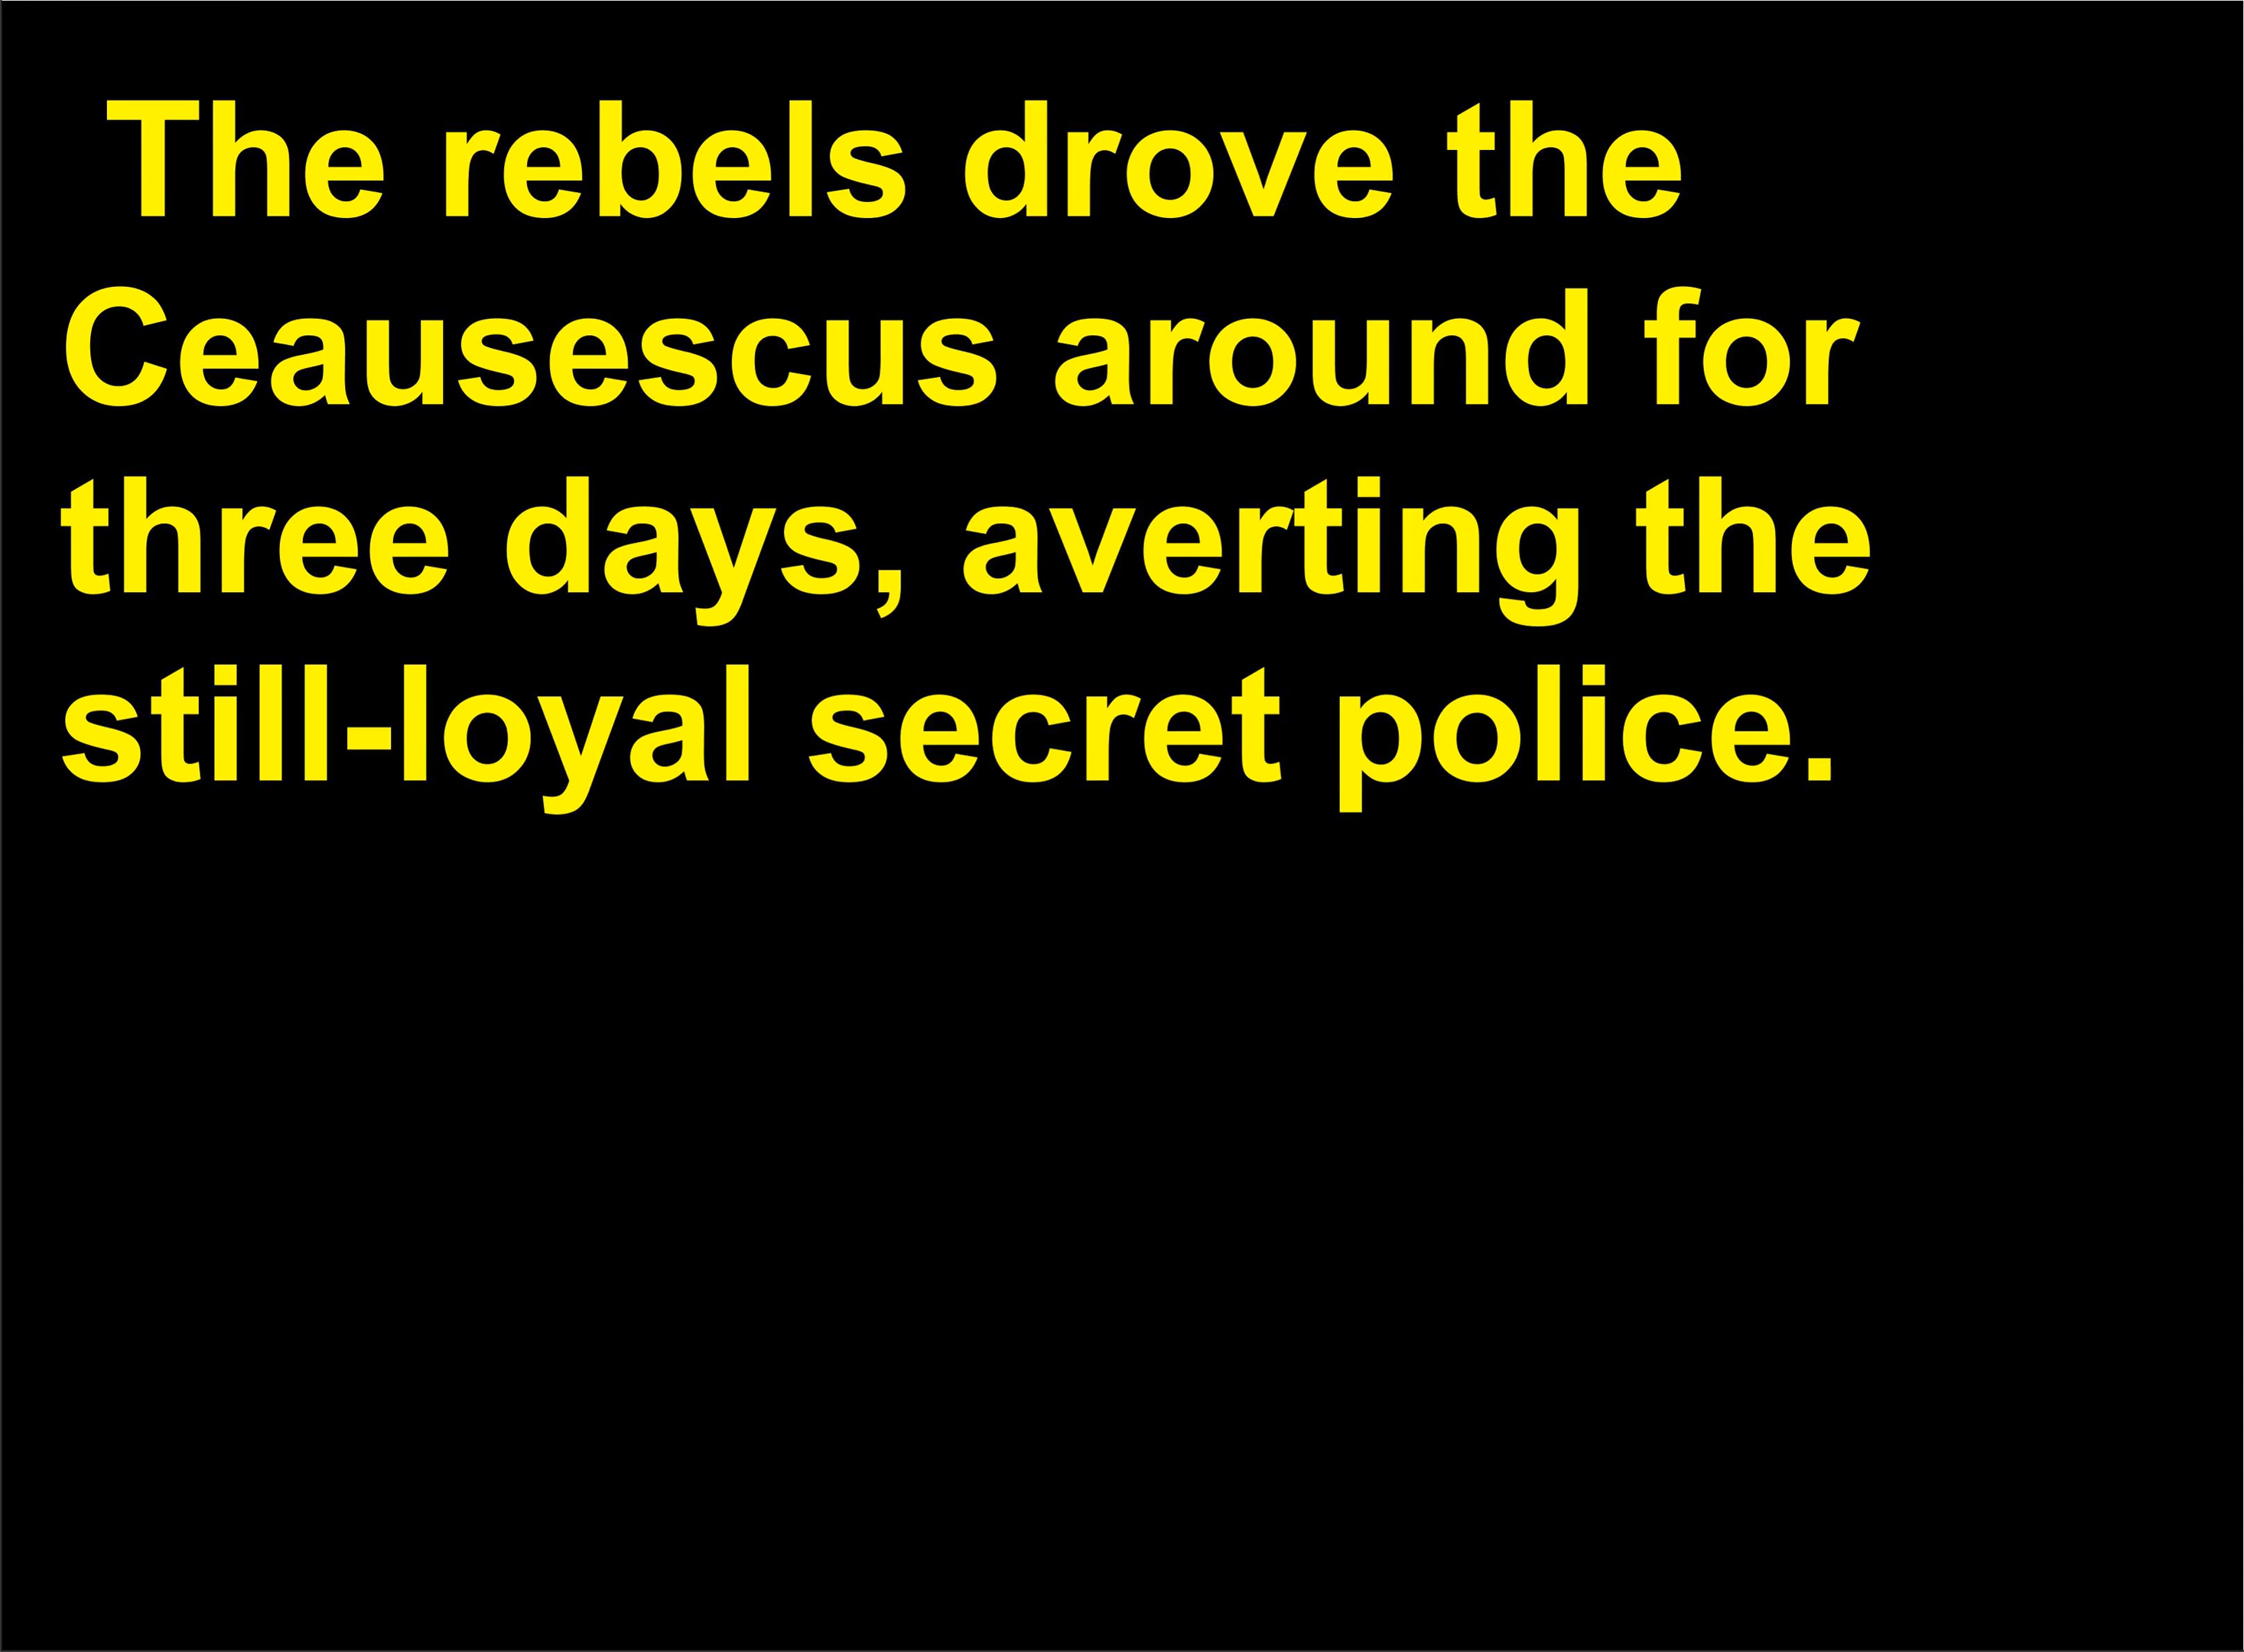 The rebels drove the
Ceausescus around for
three days, averting the
still-loyal secret police.